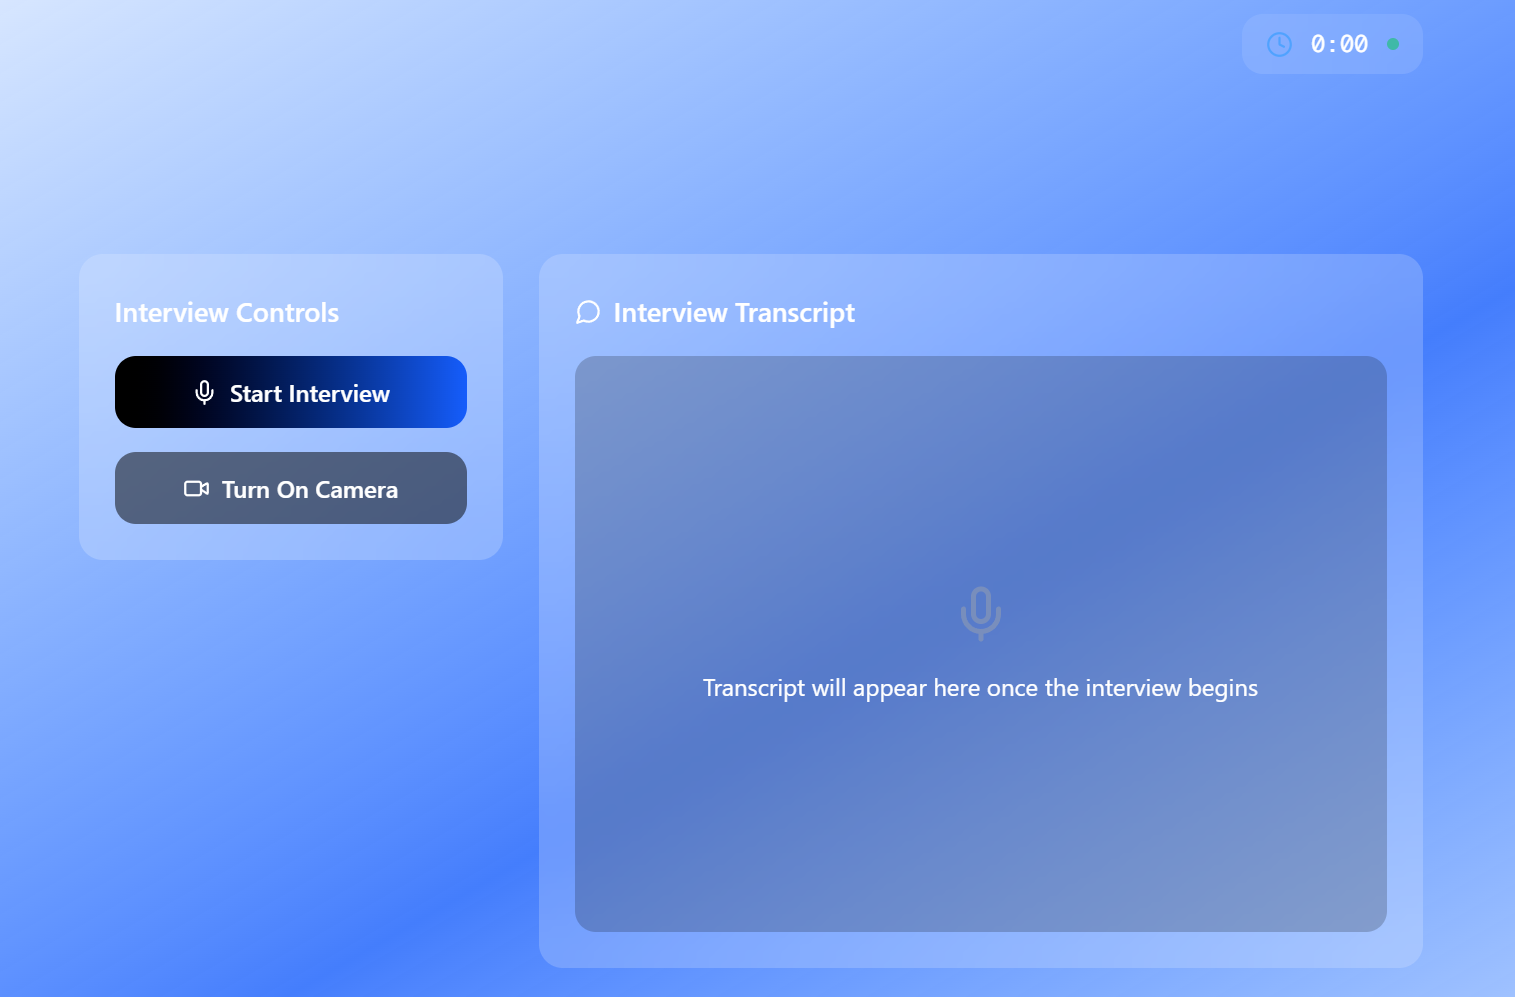 0:00
Interview Controls
Start Interview
Turn On Camera
Interview Transcript
Transcript will appear here once the interview begins